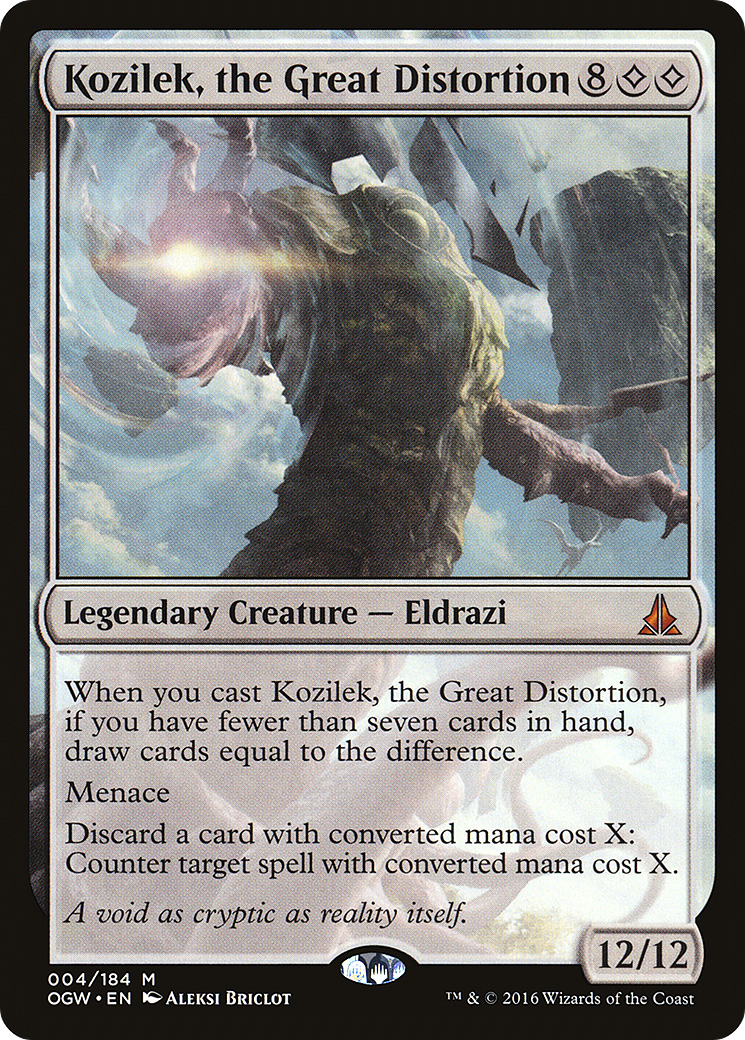 Kozilek, the Great Distortion 8◇◇
Legendary Creature — Eldrazi
When you cast Kozilek, the Great Distortion,
if you have fewer than seven cards in hand,
draw cards equal to the difference.
Menace
Discard a card with converted mana cost X:
Counter target spell with converted mana cost X.
A void as cryptic as reality itself.
12/12
004/184 M
OGW • EN Aleksi Briclot
™ & © 2016 Wizards of the Coast